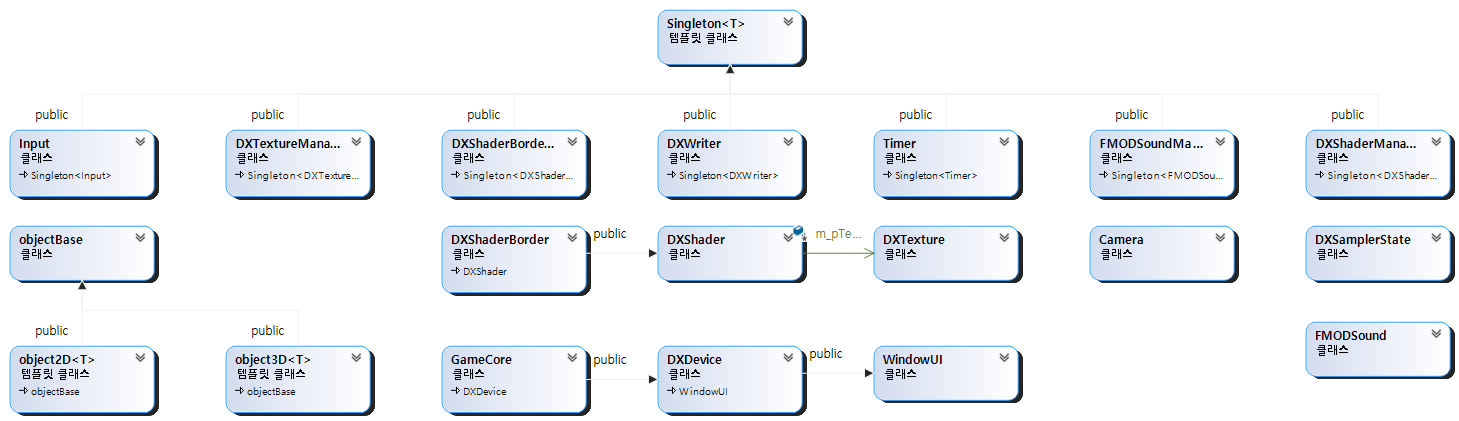 Singleton<T>
템플릿 클래스
public
public
public
public
public
public
public
Input
클래스
Singleton<Input>
DXTextureMana...
클래스
Singleton<DXTexture...
DXShaderBorde...
클래스
Singleton<DXShader...
DXWriter
클래스
Singleton<DXWriter>
Timer
클래스
Singleton<Timer>
FMODSoundMa...
클래스
Singleton<FMODSou...
DXShaderMana...
클래스
Singleton<DXShader...
objectBase
클래스
DXShaderBorder
클래스
DXShader
public
DXShader
클래스
m_pTe...
DXTexture
클래스
Camera
클래스
DXSamplerState
클래스
public
public
object2D<T>
템플릿 클래스
objectBase
object3D<T>
템플릿 클래스
objectBase
GameCore
클래스
DXDevice
public
DXDevice
클래스
WindowUI
public
WindowUI
클래스
FMODSound
클래스